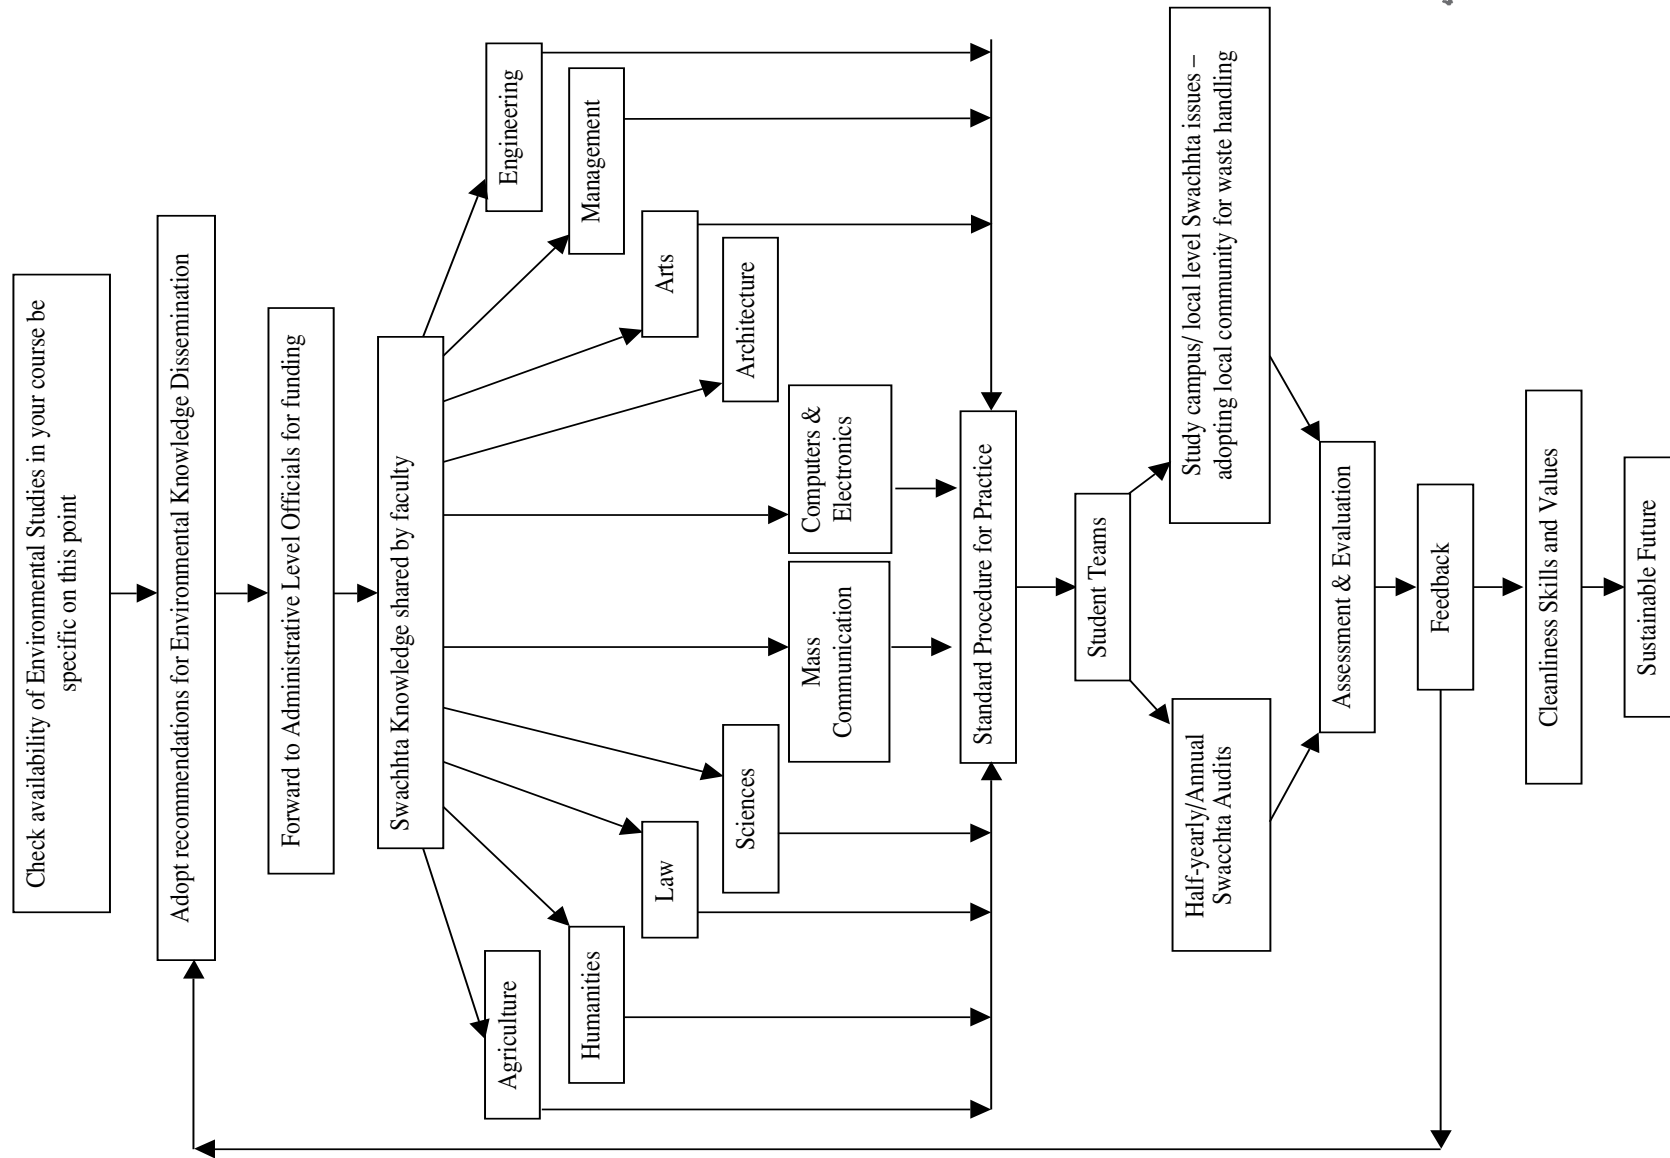 Check availability of Environmental Studies in your course be
specific on this point
Adopt recommendations for Environmental Knowledge Dissemination
Forward to Administrative Level Officials for funding
Swachhta Knowledge shared by faculty
Agriculture
Engineering
Humanities
Management
Law
Arts
Sciences
Architecture
Mass
Communication
Computers &
Electronics
Standard Procedure for Practice
Student Teams
Half-yearly/Annual
Swacchta Audits
Study campus/ local level Swachhta issues –
adopting local community for waste handling
Assessment & Evaluation
Feedback
Cleanliness Skills and Values
Sustainable Future